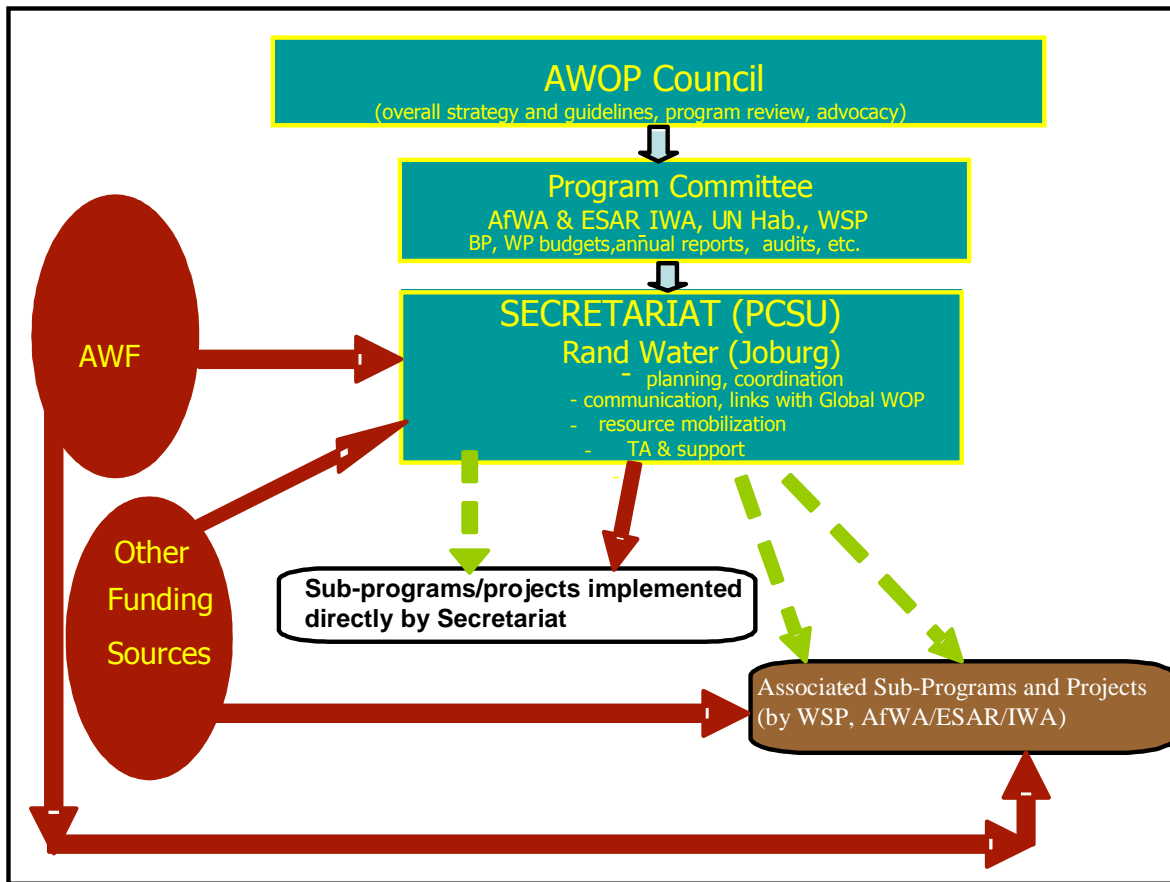 AWOP Council
(overall strategy and guidelines, program review, advocacy)
Program Committee
AfWA & ESAR IWA, UN Hab., WSP
BP, WP budgets,annual reports, audits, etc.
SECRETARIAT (PCSU)
Rand Water (Joburg)
- planning, coordination
- communication, links with Global WOP
- resource mobilization
- TA & support
-
AWF
Other
Funding
Sources
Sub-programs/projects implemented
directly by Secretariat
Associated Sub-Programs and Projects
(by WSP, AfWA/ESAR/IWA)